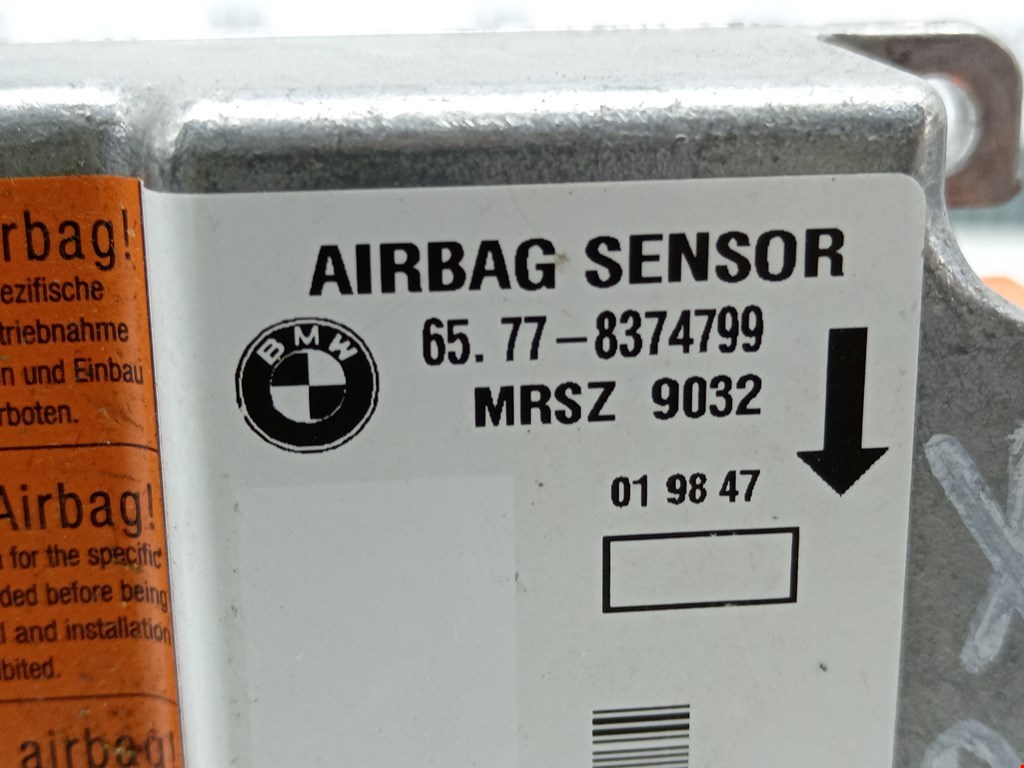 rbag!
ezifische
triebnahme
n und Einbau
rboten.
Airbag!
n for the specific
ded before being
l and installation
ibited.
airbag!
AIRBAG SENSOR
65.77-8374799
MRSZ 9032
BMW
01 98 47